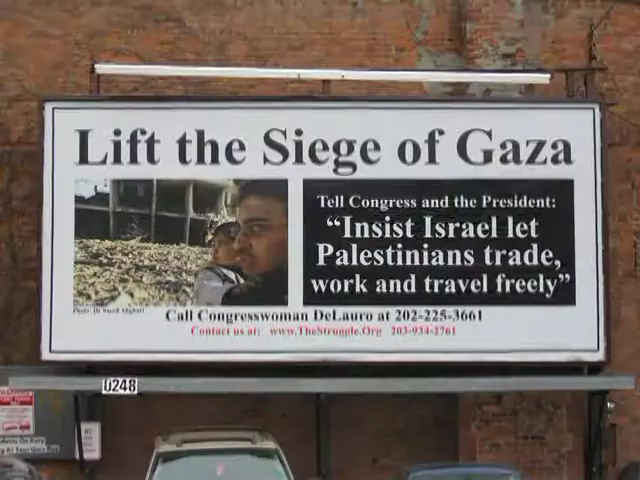 Lift the Siege of Gaza
Tell Congress and the President:
“Insist Israel let
Palestinians trade,
work and travel freely”
Call Congresswoman DeLauro at 202-225-3661
Contact us at: www.TheStruggle.Org 203-934-2761
0248